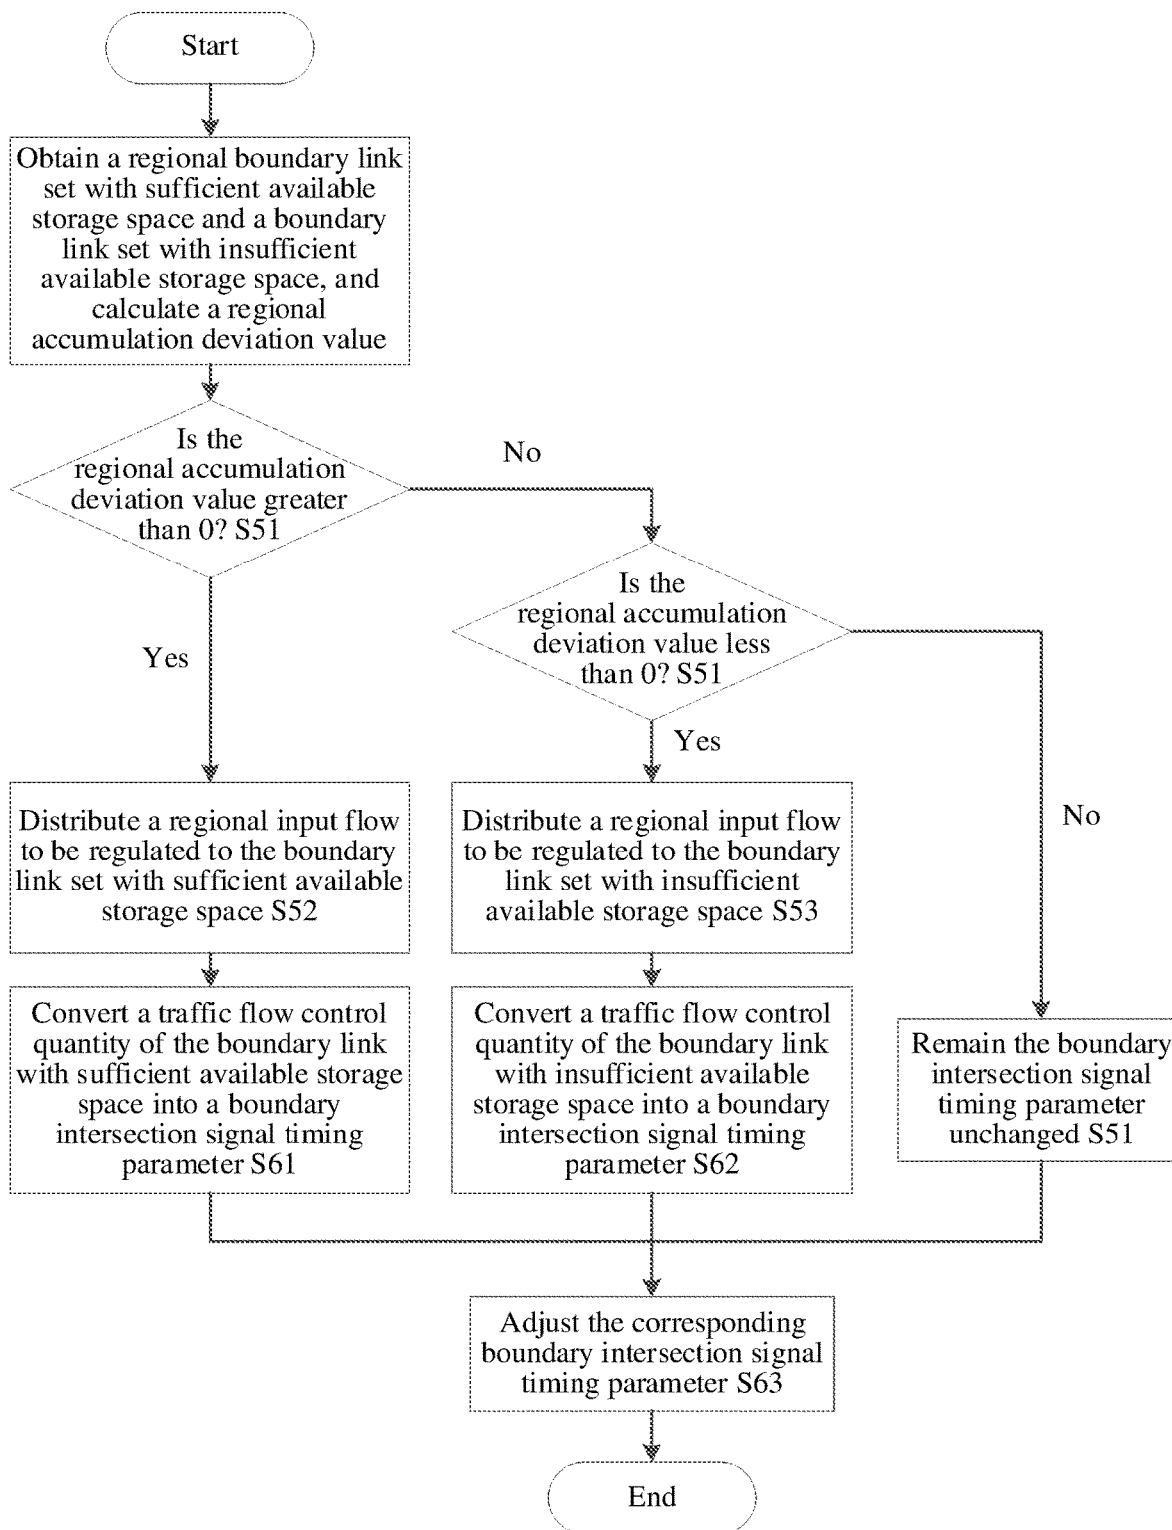 Start
Obtain a regional boundary link
set with sufficient available
storage space and a boundary
link set with insufficient
available storage space, and
calculate a regional
accumulation deviation value
Is the
regional accumulation
deviation value greater
than 0? S51
No
Is the
regional accumulation
deviation value less
than 0? S51
Yes
Yes
No
Distribute a regional input flow
to be regulated to the boundary
link set with sufficient available
storage space S52
Distribute a regional input flow
to be regulated to the boundary
link set with insufficient
available storage space S53
Convert a traffic flow control
quantity of the boundary link
with sufficient available storage
space into a boundary
intersection signal timing
parameter S61
Convert a traffic flow control
quantity of the boundary link
with insufficient available
storage space into a boundary
intersection signal timing
parameter S62
Remain the boundary
intersection signal
timing parameter
unchanged S51
Adjust the corresponding
boundary intersection signal
timing parameter S63
End